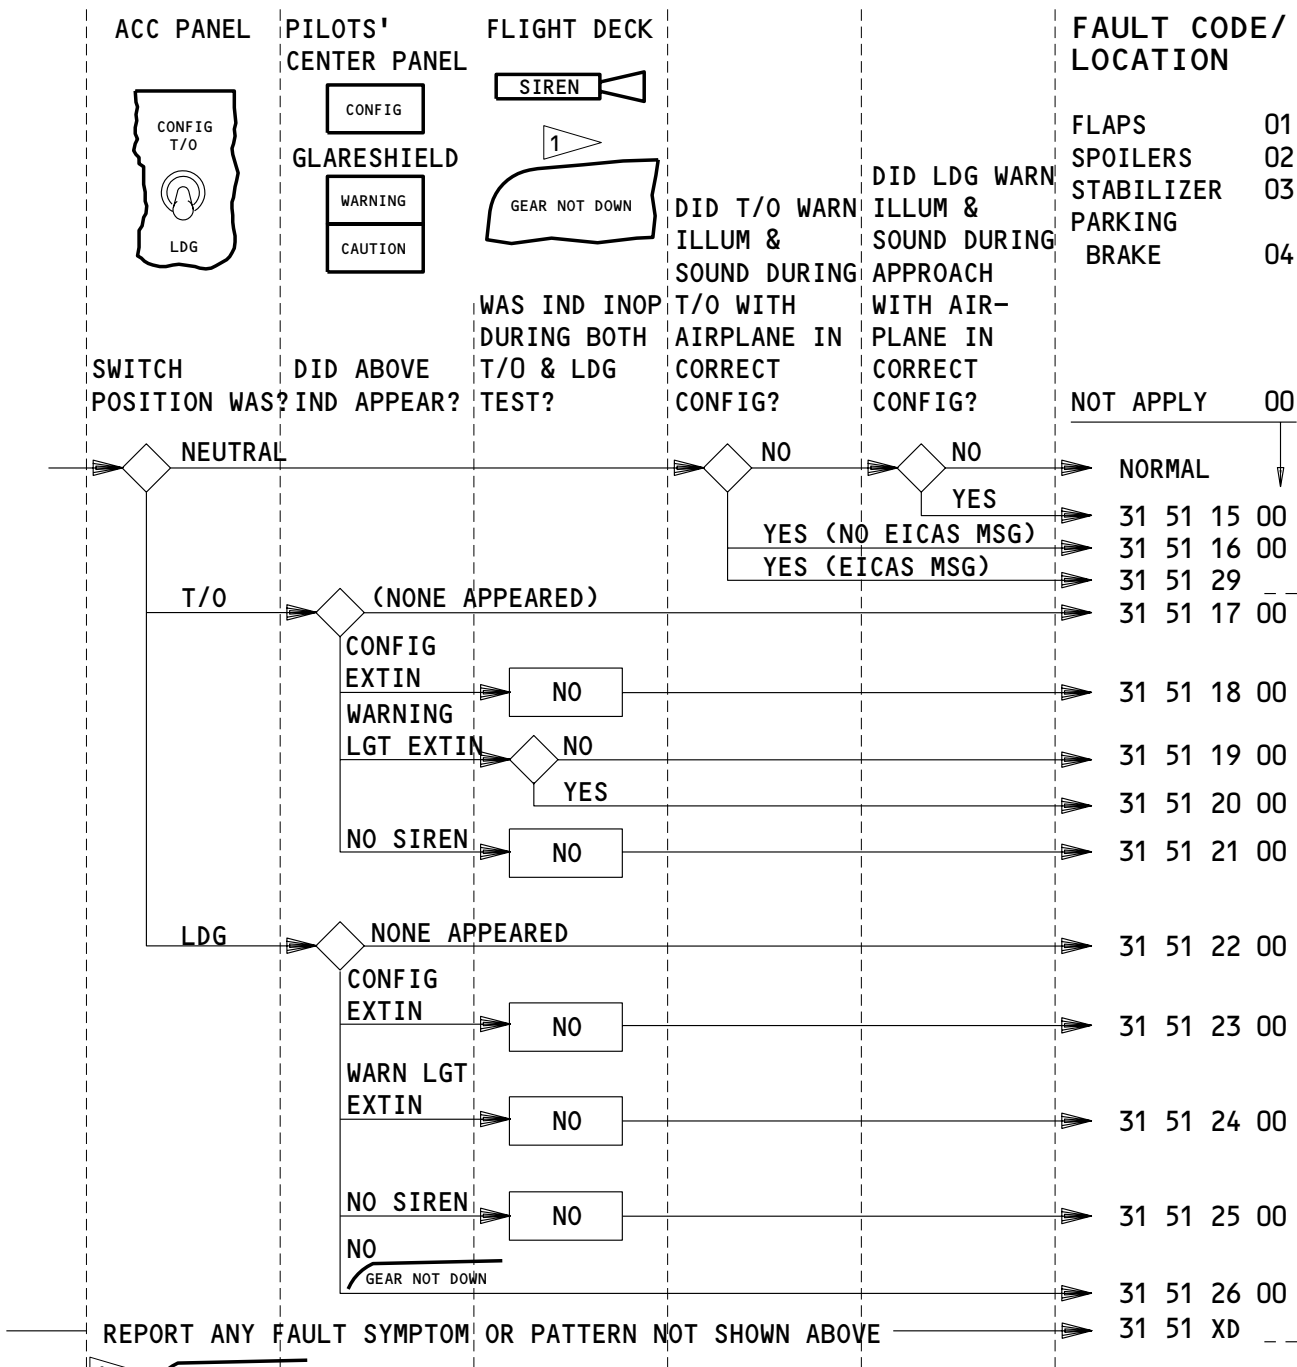 ACC PANEL
CONFIG
T/O
LDG
SWITCH
POSITION WAS?
PILOTS'
CENTER PANEL
CONFIG
GLARESHIELD
WARNING
CAUTION
DID ABOVE
IND APPEAR?
FLIGHT DECK
SIREN
1
GEAR NOT DOWN
WAS IND INOP
DURING BOTH
T/O & LDG
TEST?
DID T/O WARN
ILLUM &
SOUND DURING
T/O WITH
AIRPLANE IN
CORRECT
CONFIG?
DID LDG WARN
ILLUM &
SOUND DURING
APPROACH
WITH AIR-
PLANE IN
CORRECT
CONFIG?
FAULT CODE/
LOCATION
FLAPS 01
SPOILERS 02
STABILIZER 03
PARKING
BRAKE 04
NOT APPLY 00
NEUTRAL NO NO NORMAL
YES 31 51 15 00
YES (NO EICAS MSG) 31 51 16 00
YES (EICAS MSG) 31 51 29 _ _
T/O (NONE APPEARED) 31 51 17 00
CONFIG
EXTIN NO 31 51 18 00
WARNING
LGT EXTIN NO 31 51 19 00
YES 31 51 20 00
NO SIREN NO 31 51 21 00
LDG NONE APPEARED 31 51 22 00
CONFIG
EXTIN NO 31 51 23 00
WARN LGT
EXTIN NO 31 51 24 00
NO SIREN NO 31 51 25 00
NO
GEAR NOT DOWN
31 51 26 00
REPORT ANY FAULT SYMPTOM OR PATTERN NOT SHOWN ABOVE 31 51 XD _ _